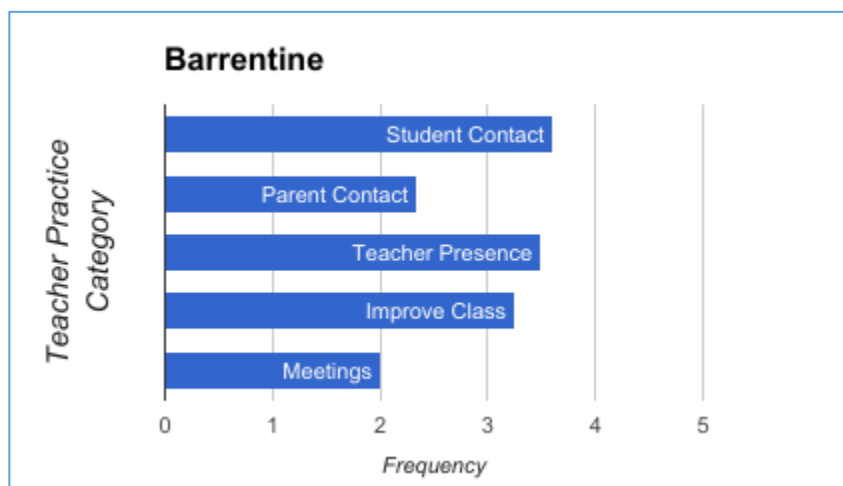 Barrentine
Teacher Practice
Category
Student Contact
Parent Contact
Teacher Presence
Improve Class
Meetings
0 1 2 3 4 5
Frequency